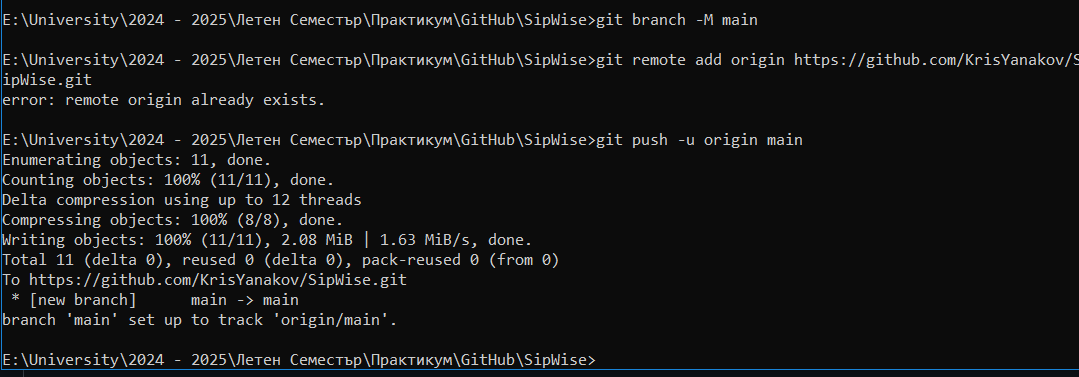 E:\University\2024 - 2025\Летен Семестър\Практикум\GitHub\SipWise>git branch -M main
E:\University\2024 - 2025\Летен Семестър\Практикум\GitHub\SipWise>git remote add origin https://github.com/KrisYanakov/S
ipWise.git
error: remote origin already exists.
E:\University\2024 - 2025\Летен Семестър\Практикум\GitHub\SipWise>git push -u origin main
Enumerating objects: 11, done.
Counting objects: 100% (11/11), done.
Delta compression using up to 12 threads
Compressing objects: 100% (8/8), done.
Writing objects: 100% (11/11), 2.08 MiB | 1.63 MiB/s, done.
Total 11 (delta 0), reused 0 (delta 0), pack-reused 0 (from 0)
To https://github.com/KrisYanakov/SipWise.git
 * [new branch]      main -> main
branch 'main' set up to track 'origin/main'.
E:\University\2024 - 2025\Летен Семестър\Практикум\GitHub\SipWise>